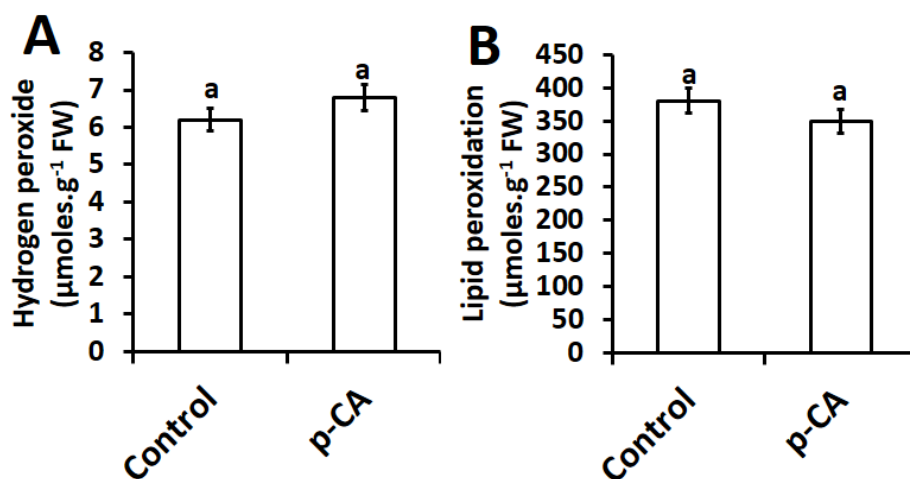 A
Hydrogen peroxide
(µmoles.g⁻¹ FW)
8
7
6
5
4
3
2
1
0
a
a
Control
p-CA
B
Lipid peroxidation
(µmoles.g⁻¹ FW)
450
400
350
300
250
200
150
100
50
0
a
a
Control
p-CA